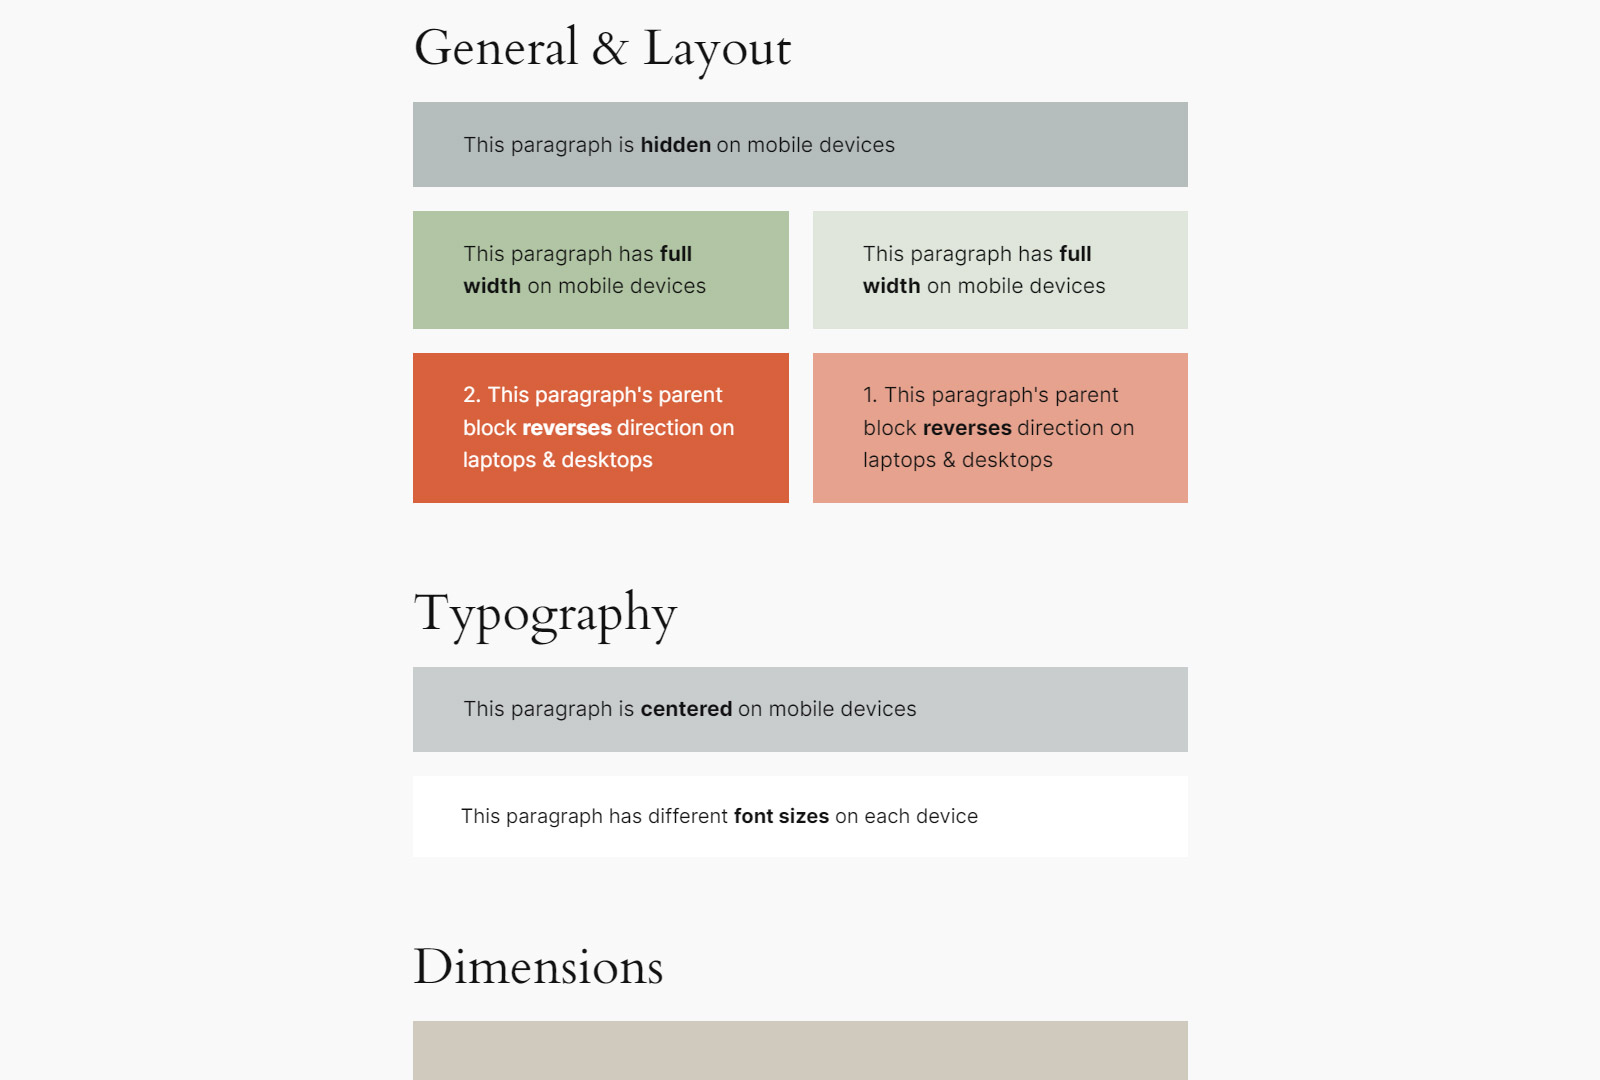 General & Layout
This paragraph is hidden on mobile devices
This paragraph has full
width on mobile devices
This paragraph has full
width on mobile devices
2. This paragraph's parent
block reverses direction on
laptops & desktops
1. This paragraph's parent
block reverses direction on
laptops & desktops
Typography
This paragraph is centered on mobile devices
This paragraph has different font sizes on each device
Dimensions